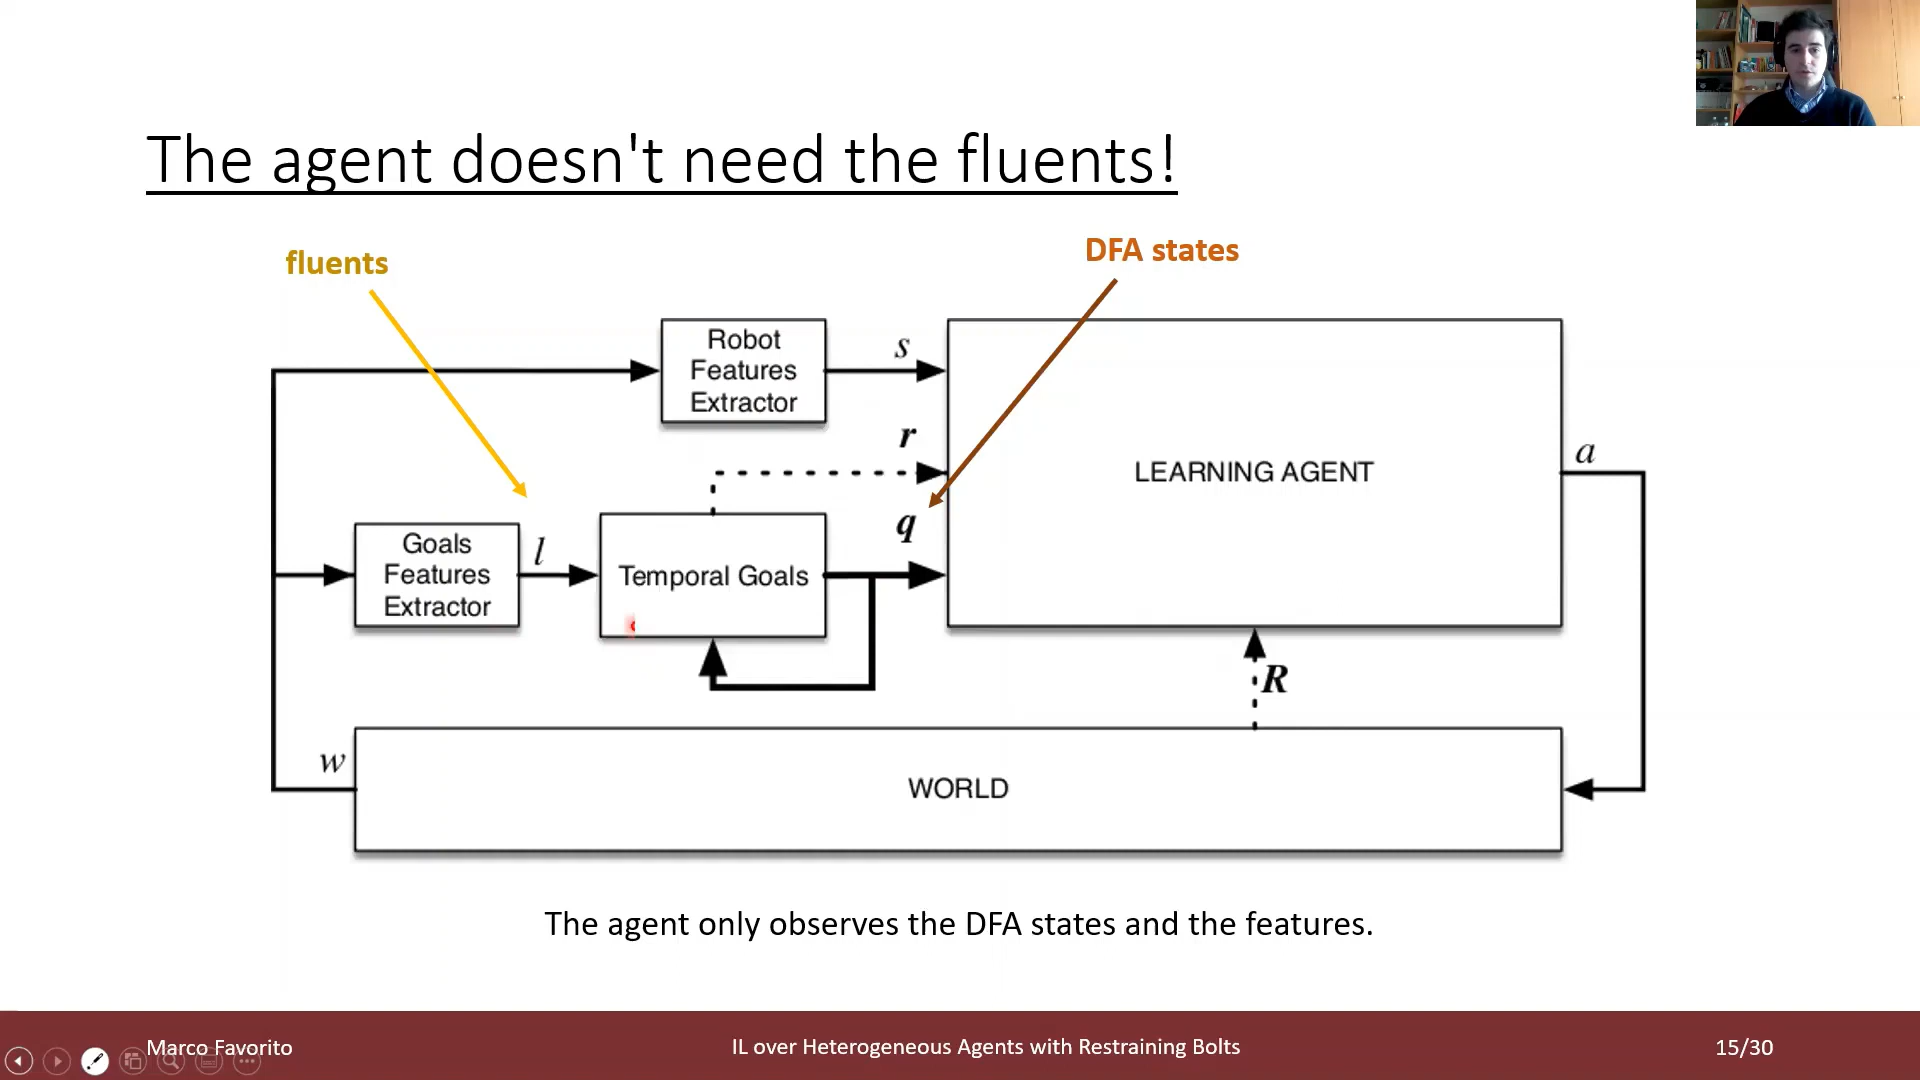 The agent doesn't need the fluents!
fluents
DFA states
Robot
Features
Extractor
s
r
q
LEARNING AGENT
a
Goals
Features
Extractor
l
Temporal Goals
R
w
WORLD
The agent only observes the DFA states and the features.
Marco Favorito
IL over Heterogeneous Agents with Restraining Bolts
15/30